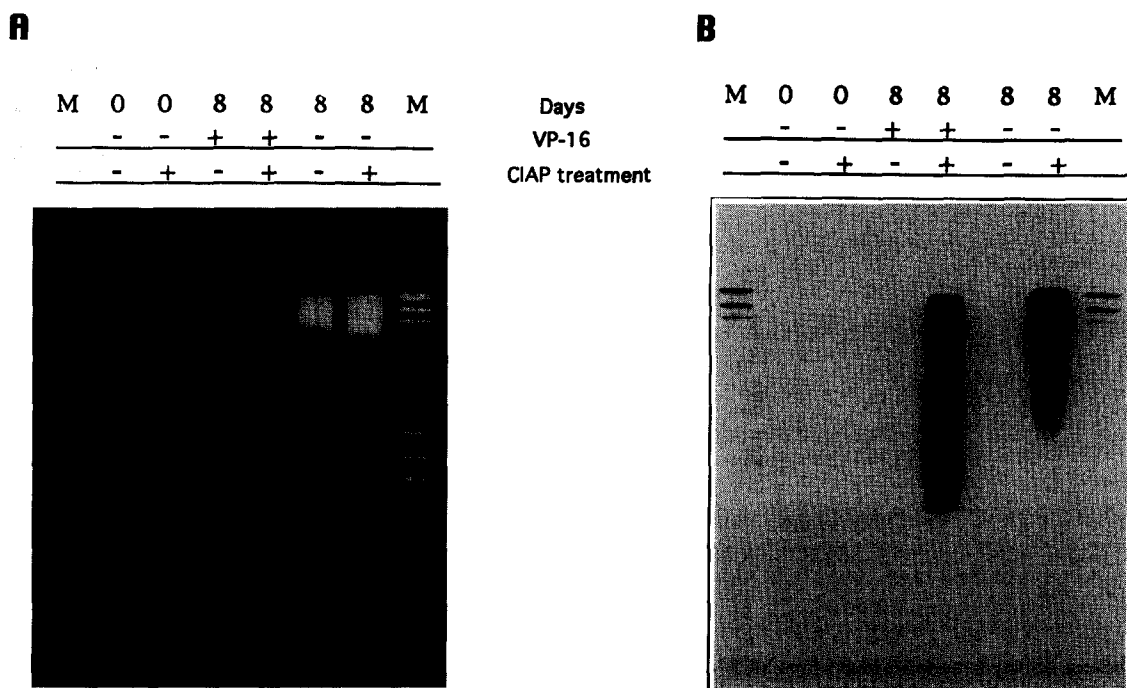 A B
M 0 0 8 8 8 8 M Days M 0 0 8 8 8 8 M
- - + + - - VP-16 - - + + - -
- + - + - + CIAP treatment - + - + - +